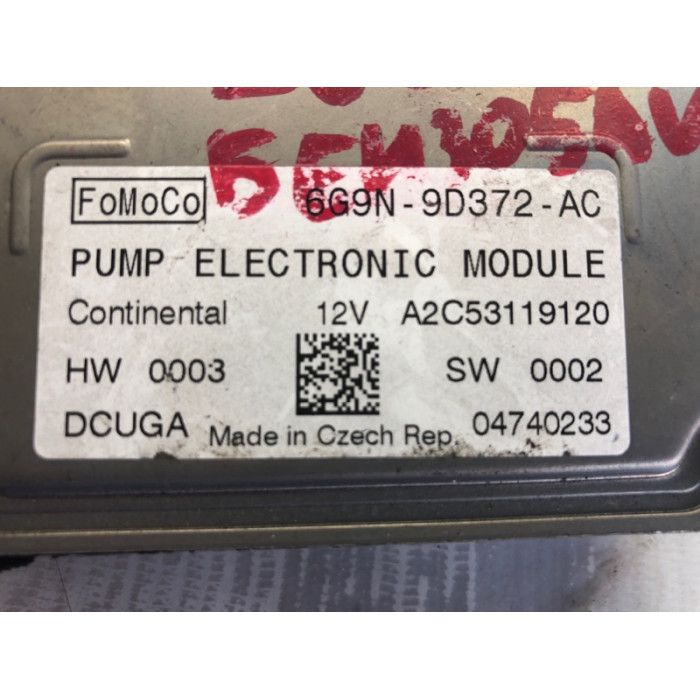 FoMoCo 6G9N-9D372-AC
PUMP ELECTRONIC MODULE
Continental 12V A2C53119120
HW 0003 SW 0002
DCUGA Made in Czech Rep. 04740233